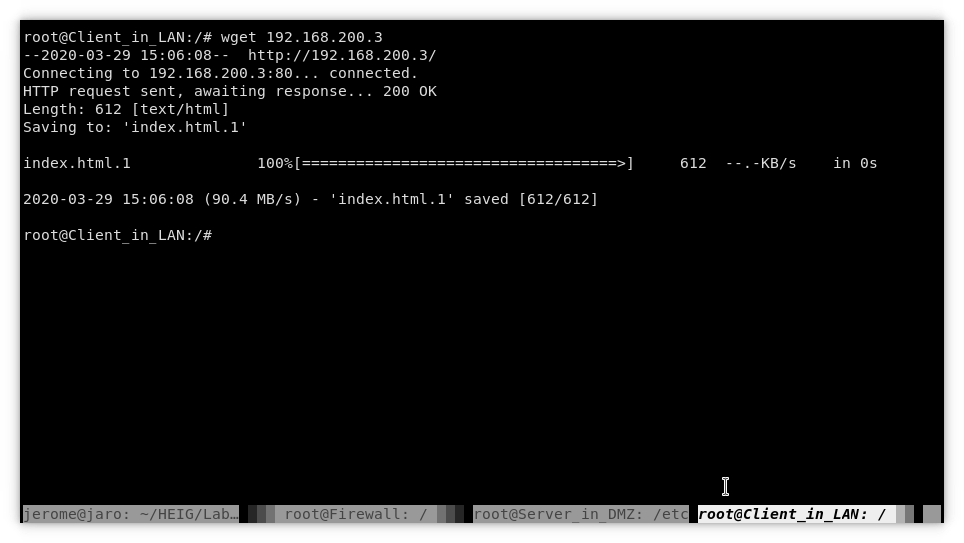 root@Client_in_LAN:/# wget 192.168.200.3
--2020-03-29 15:06:08--  http://192.168.200.3/
Connecting to 192.168.200.3:80... connected.
HTTP request sent, awaiting response... 200 OK
Length: 612 [text/html]
Saving to: 'index.html.1'
index.html.1              100%[===================================>]     612  --.-KB/s    in 0s
2020-03-29 15:06:08 (90.4 MB/s) - 'index.html.1' saved [612/612]
root@Client_in_LAN:/#
jerome@jaro: ~/HEIG/Lab… root@Firewall: / root@Server_in_DMZ: /etc root@Client_in_LAN: /